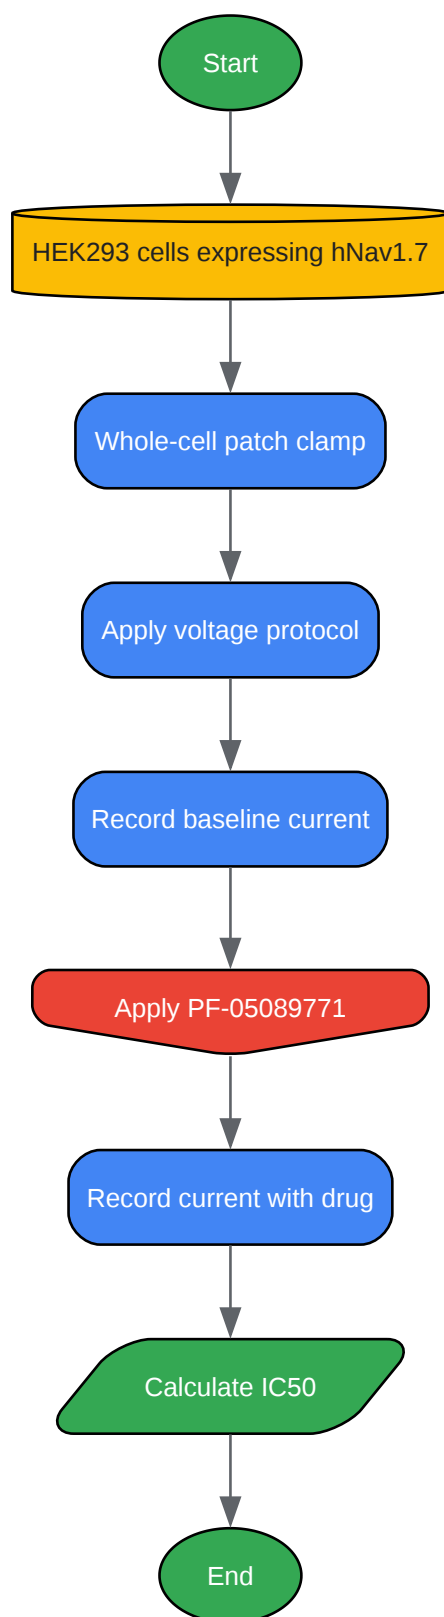 Start
HEK293 cells expressing hNav1.7
Whole-cell patch clamp
Apply voltage protocol
Record baseline current
Apply PF-05089771
Record current with drug
Calculate IC50
End